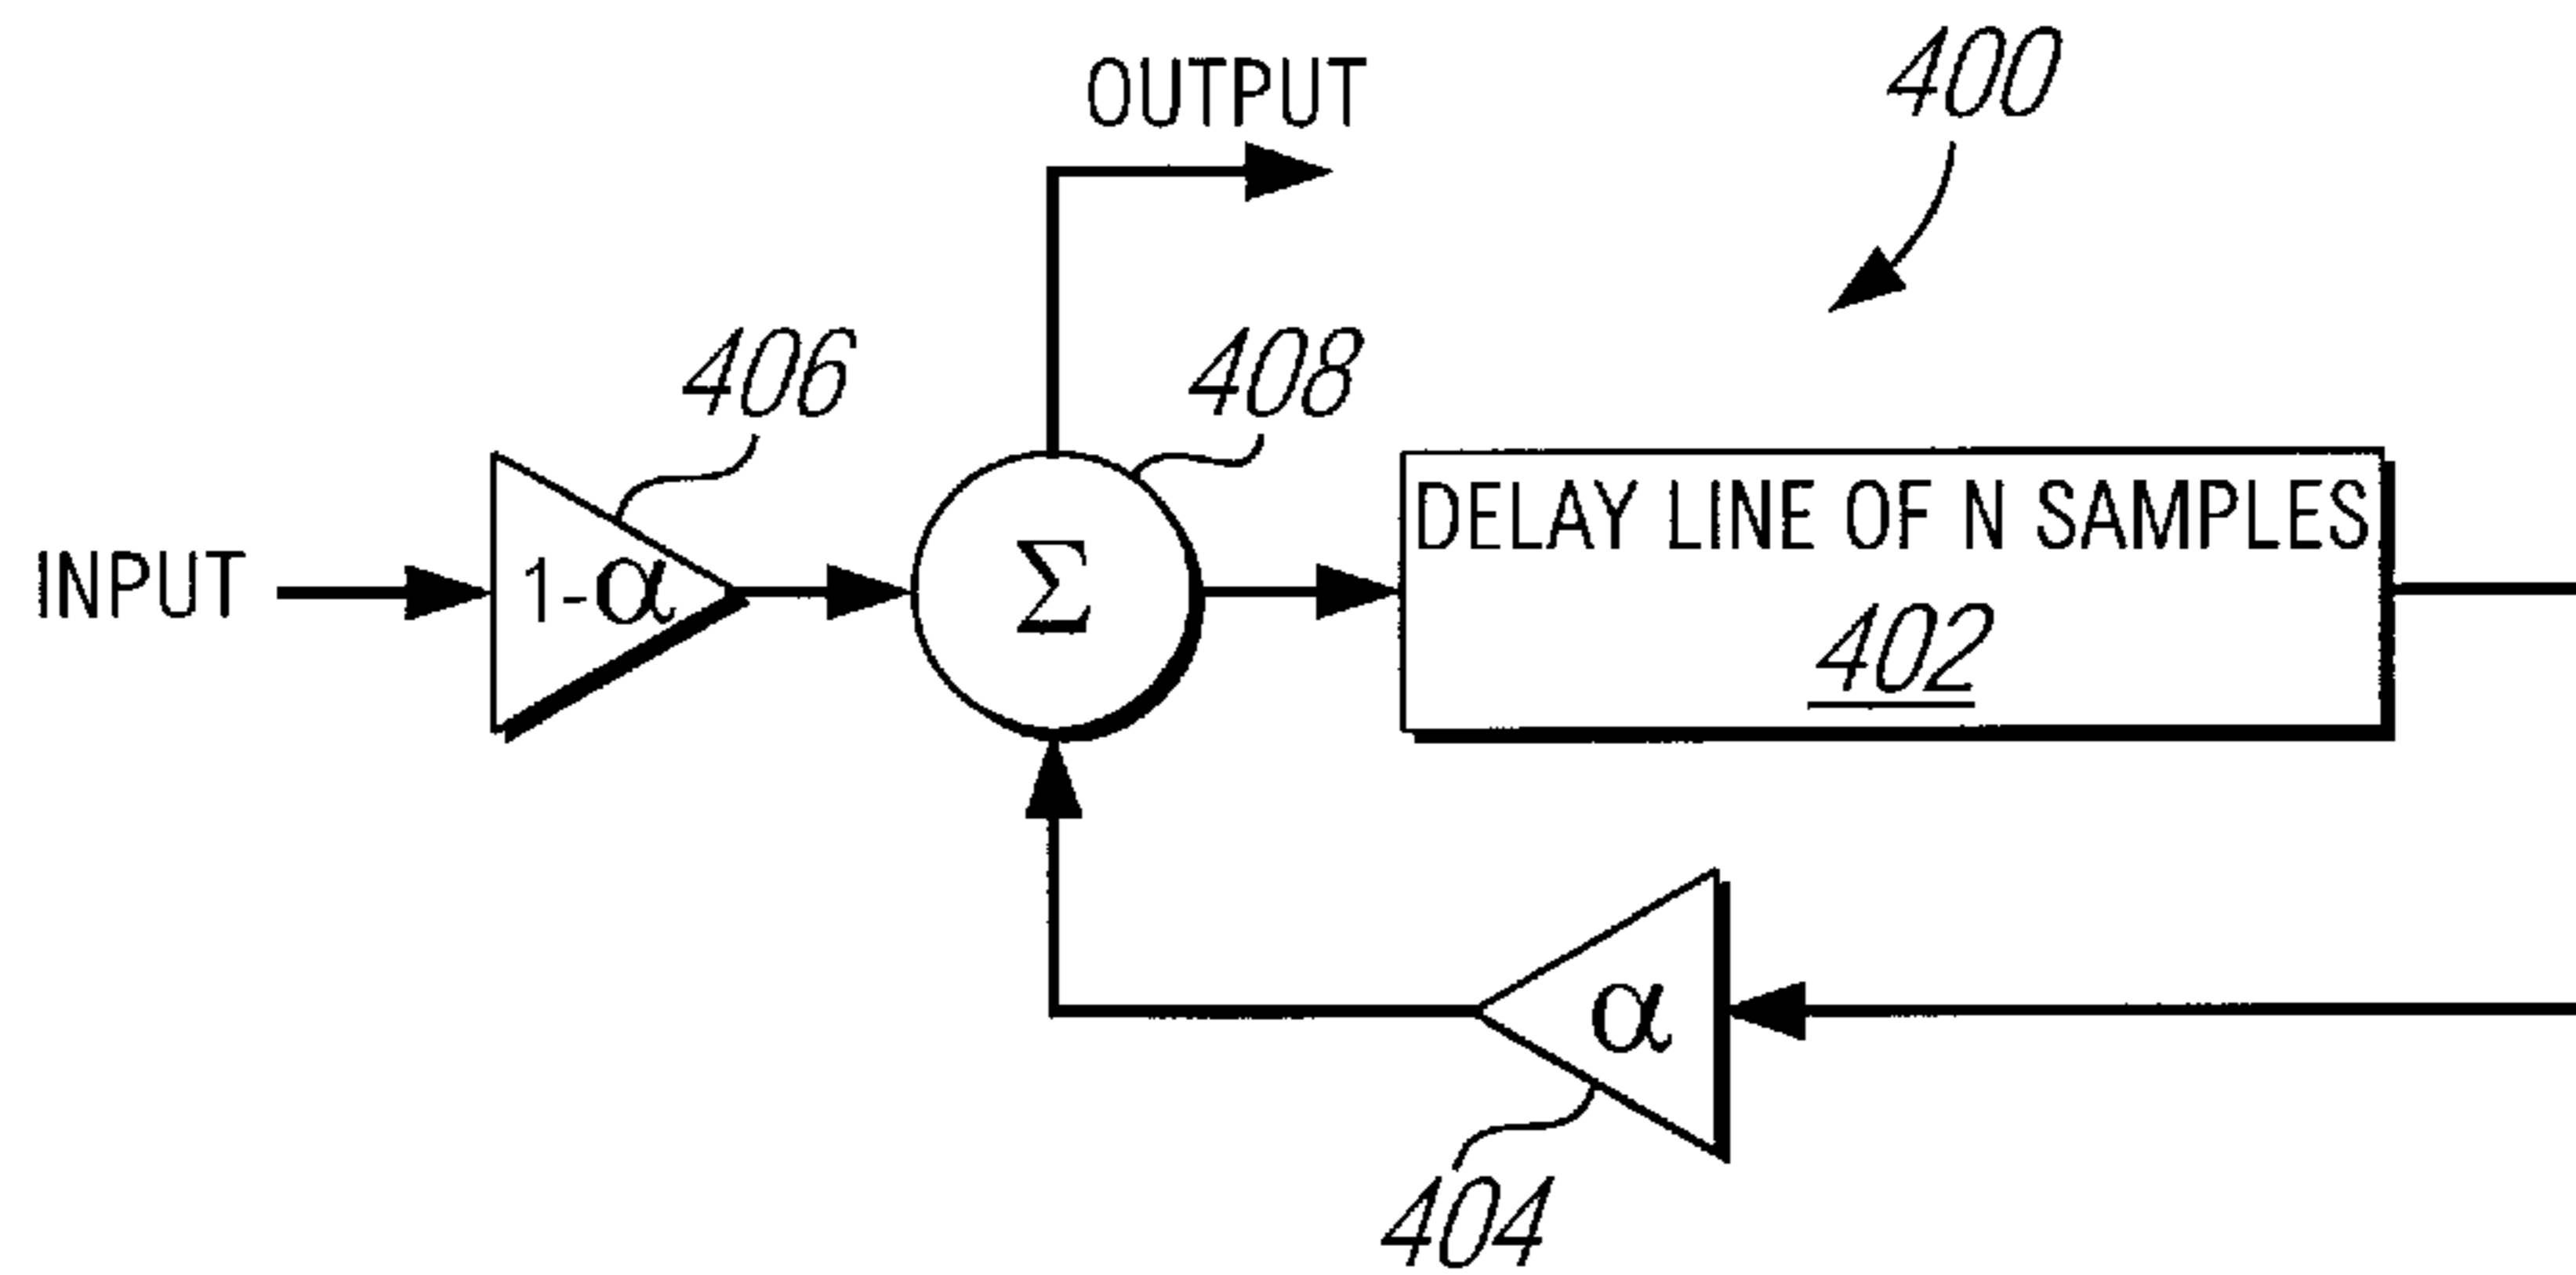 OUTPUT
400
406
408
INPUT
1-α
Σ
DELAY LINE OF N SAMPLES
402
α
404